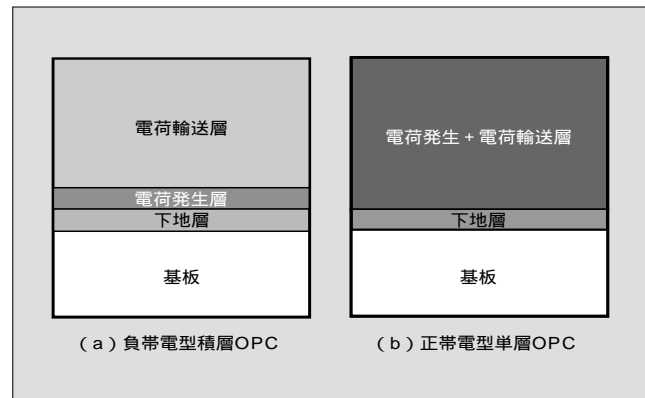 電荷輸送層
電荷発生層
下地層
基板
(a)負帯電型積層OPC
電荷発生+電荷輸送層
下地層
基板
(b)正帯電型単層OPC